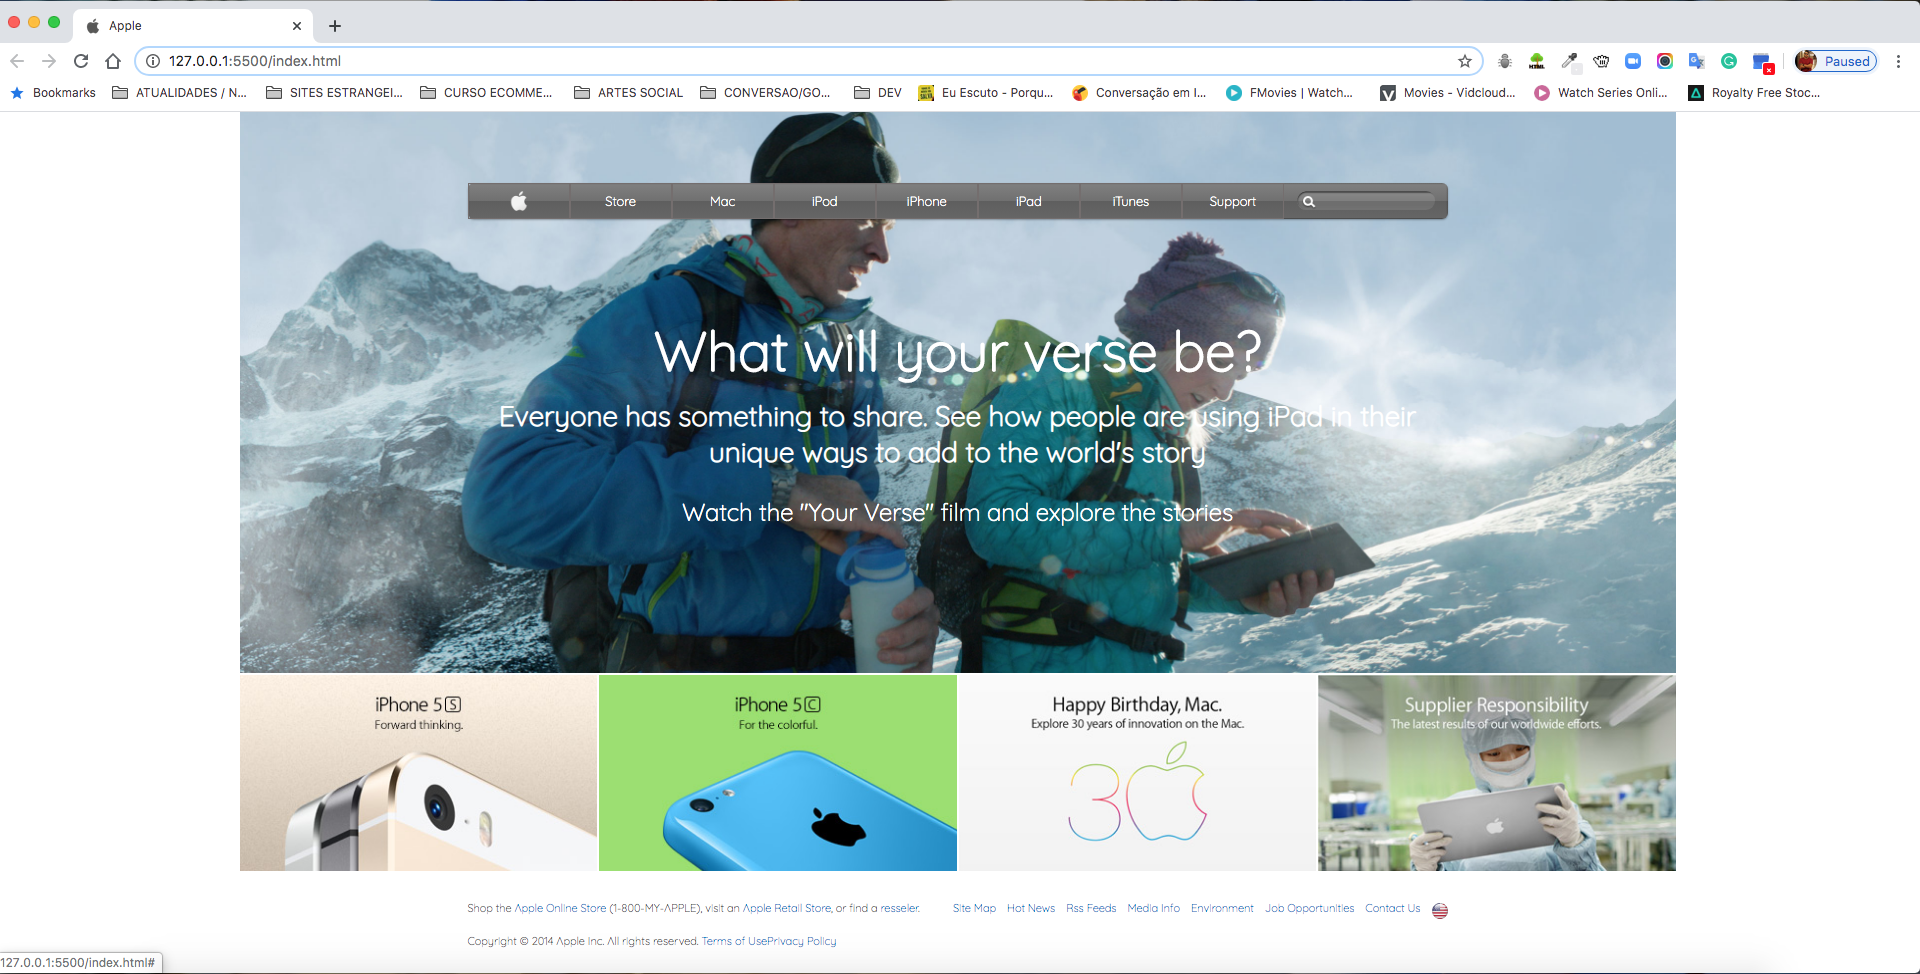 Apple
127.0.0.1:5500/index.html
Paused
Bookmarks
ATUALIDADES / N...
SITES ESTRANGEI...
CURSO ECOMME...
ARTES SOCIAL
CONVERSAO/GO...
DEV
Eu Escuto - Porqu...
Conversação em I...
FMovies | Watch...
Movies - Vidcloud...
Watch Series Onli...
Royalty Free Stoc...
Store
Mac
iPod
iPhone
iPad
iTunes
Support
What will your verse be?
Everyone has something to share. See how people are using iPad in their
unique ways to add to the world's story
Watch the "Your Verse" film and explore the stories
iPhone 5S
Forward thinking.
iPhone 5C
For the colorful.
Happy Birthday, Mac.
Explore 30 years of innovation on the Mac.
30
Supplier Responsibility
The latest results of our worldwide efforts.
Shop the Apple Online Store (1-800-MY-APPLE), visit an Apple Retail Store, or find a resseler.
Site Map
Hot News
Rss Feeds
Media Info
Environment
Job Opportunities
Contact Us
Copyright © 2014 Apple Inc. All rights reserved. Terms of UsePrivacy Policy
127.0.0.1:5500/index.html#